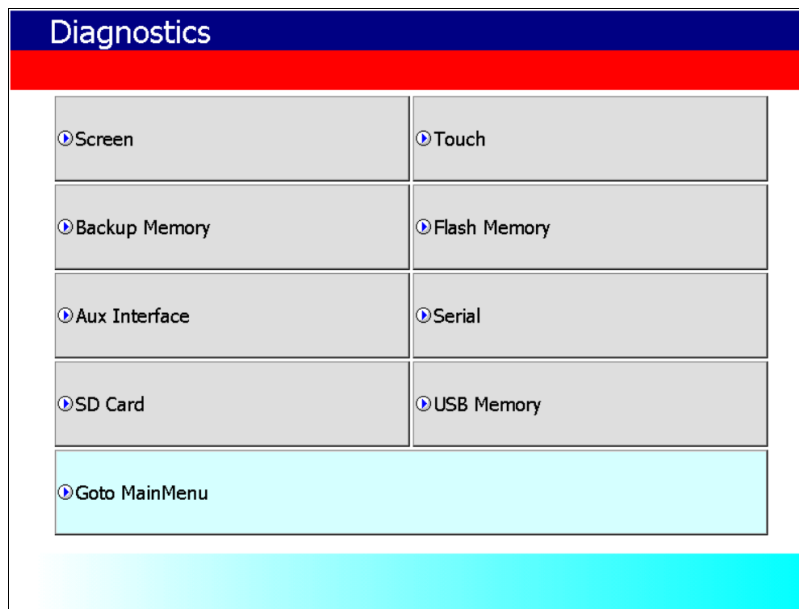 Diagnostics
Screen
Touch
Backup Memory
Flash Memory
Aux Interface
Serial
SD Card
USB Memory
Goto MainMenu